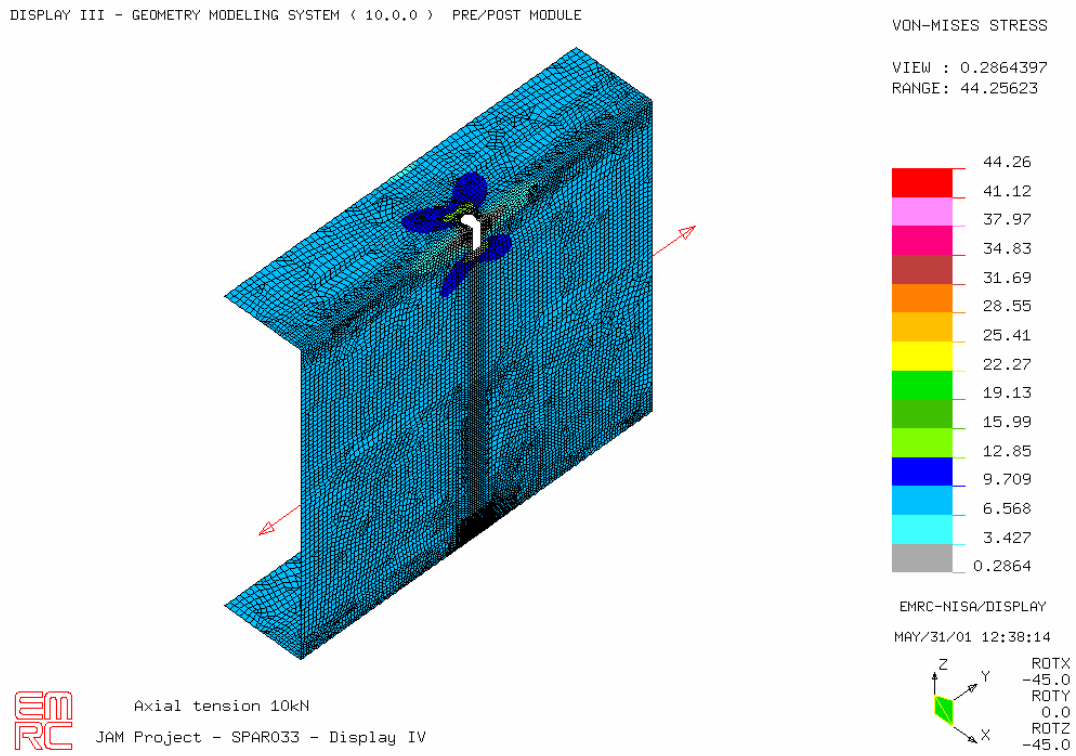 DISPLAY III - GEOMETRY MODELING SYSTEM ( 10.0.0 ) PRE/POST MODULE
VON-MISES STRESS
VIEW : 0.2864397
RANGE: 44.25623
44.26
41.12
37.97
34.83
31.69
28.55
25.41
22.27
19.13
15.99
12.85
9.709
6.568
3.427
0.2864
EMRC-NISA/DISPLAY
MAY/31/01 12:38:14
Z
Y
X
ROTX
-45.0
ROTY
0.0
ROTZ
-45.0
EM
RC
Axial tension 10kN
JAM Project - SPAR033 - Display IV